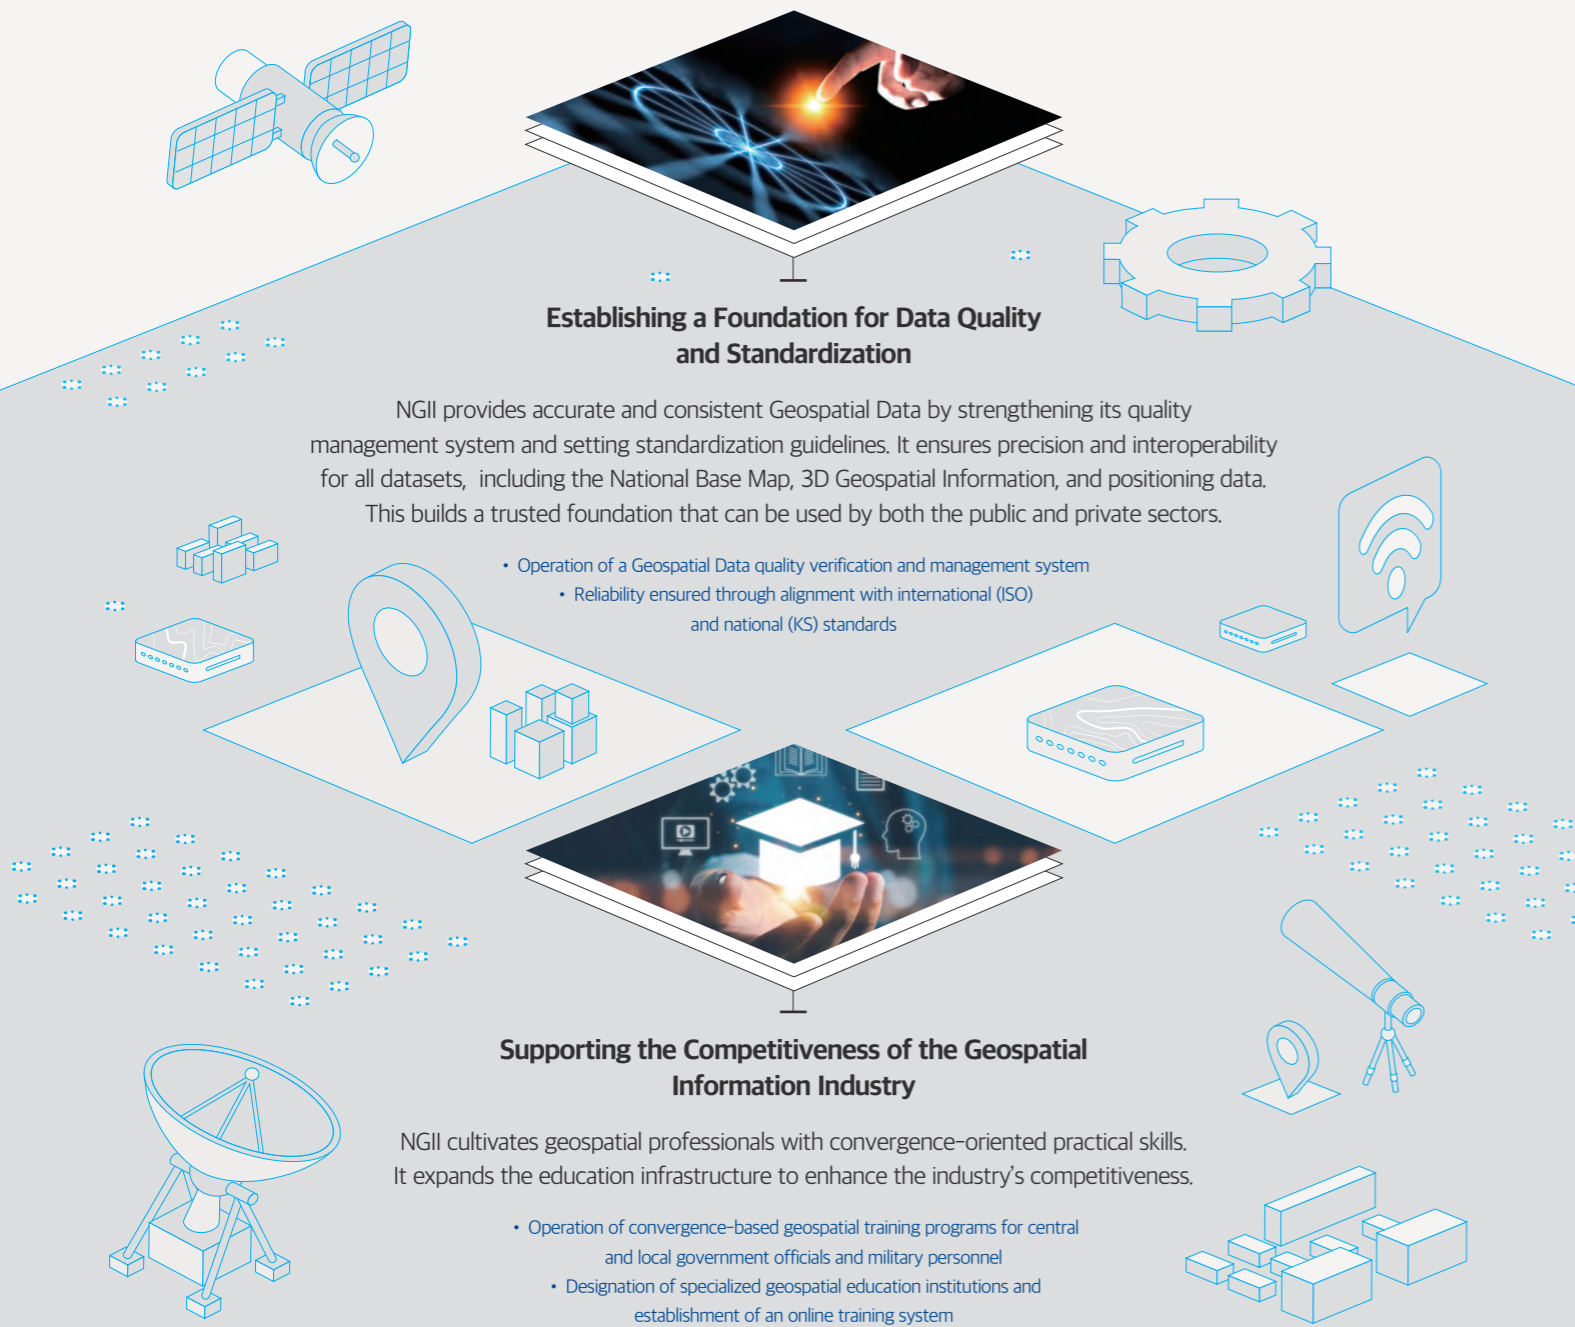 Establishing a Foundation for Data Quality
and Standardization
NGII provides accurate and consistent Geospatial Data by strengthening its quality
management system and setting standardization guidelines. It ensures precision and interoperability
for all datasets, including the National Base Map, 3D Geospatial Information, and positioning data.
This builds a trusted foundation that can be used by both the public and private sectors.
• Operation of a Geospatial Data quality verification and management system
• Reliability ensured through alignment with international (ISO)
and national (KS) standards
Supporting the Competitiveness of the Geospatial
Information Industry
NGII cultivates geospatial professionals with convergence-oriented practical skills.
It expands the education infrastructure to enhance the industry's competitiveness.
• Operation of convergence-based geospatial training programs for central
and local government officials and military personnel
• Designation of specialized geospatial education institutions and
establishment of an online training system